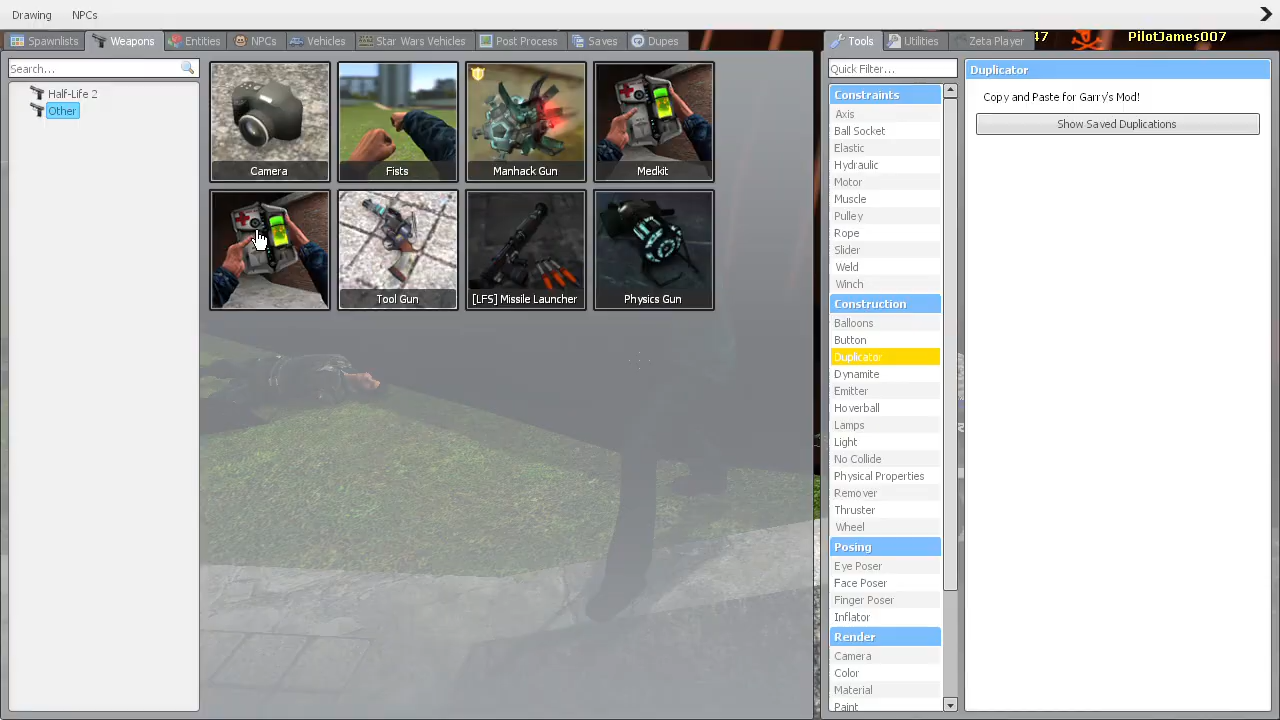 Drawing NPCs
Spawnlists Weapons Entities NPCs Vehicles Star Wars Vehicles Post Process Saves Dupes
Search...
Half-Life 2
Other
Camera Fists Manhack Gun Medkit
Tool Gun [LFS] Missile Launcher Physics Gun
47 PilotJames007
Tools Utilities Zeta Player
Quick Filter...
Constraints
Axis
Ball Socket
Elastic
Hydraulic
Motor
Muscle
Pulley
Rope
Slider
Weld
Winch
Construction
Balloons
Button
Duplicator
Dynamite
Emitter
Hoverball
Lamps
Light
No Collide
Physical Properties
Remover
Thruster
Wheel
Posing
Eye Poser
Face Poser
Finger Poser
Inflator
Render
Camera
Color
Material
Paint
Duplicator
Copy and Paste for Garry's Mod!
Show Saved Duplications